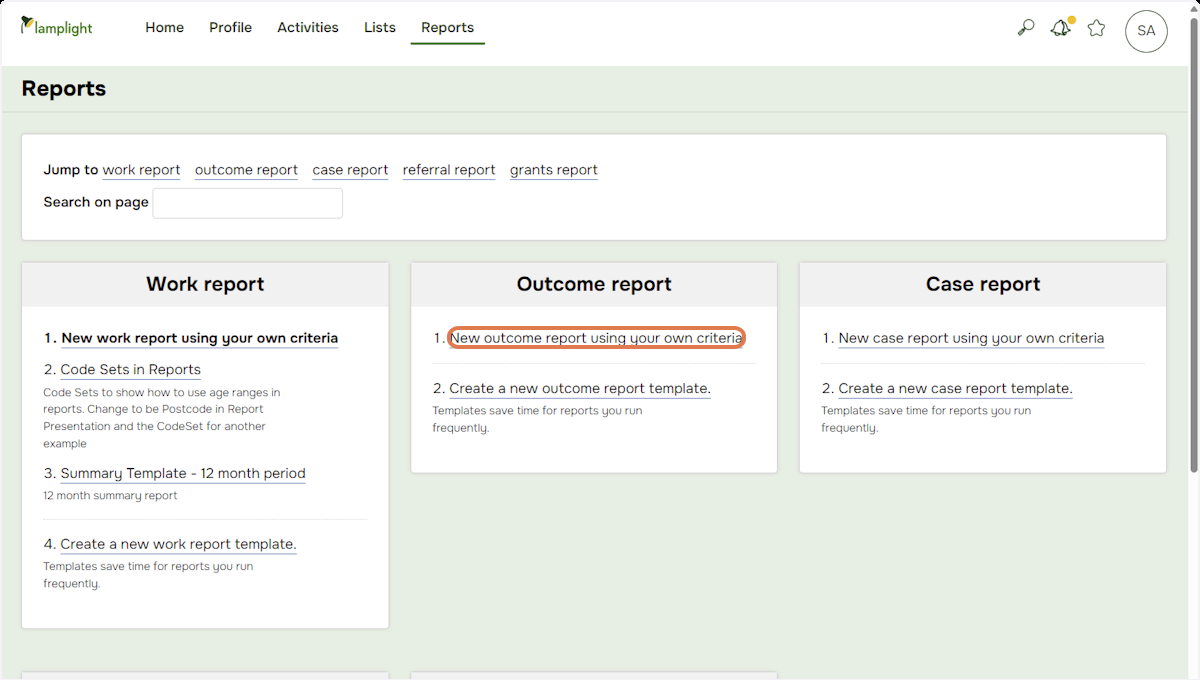 lamplight
Home Profile Activities Lists Reports
SA
Reports
Jump to work report outcome report case report referral report grants report
Search on page
Work report
1. New work report using your own criteria
2. Code Sets in Reports
Code Sets to show how to use age ranges in
reports. Change to be Postcode in Report
Presentation and the CodeSet for another
example
3. Summary Template - 12 month period
12 month summary report
4. Create a new work report template.
Templates save time for reports you run
frequently.
Outcome report
1. New outcome report using your own criteria
2. Create a new outcome report template.
Templates save time for reports you run
frequently.
Case report
1. New case report using your own criteria
2. Create a new case report template.
Templates save time for reports you run
frequently.